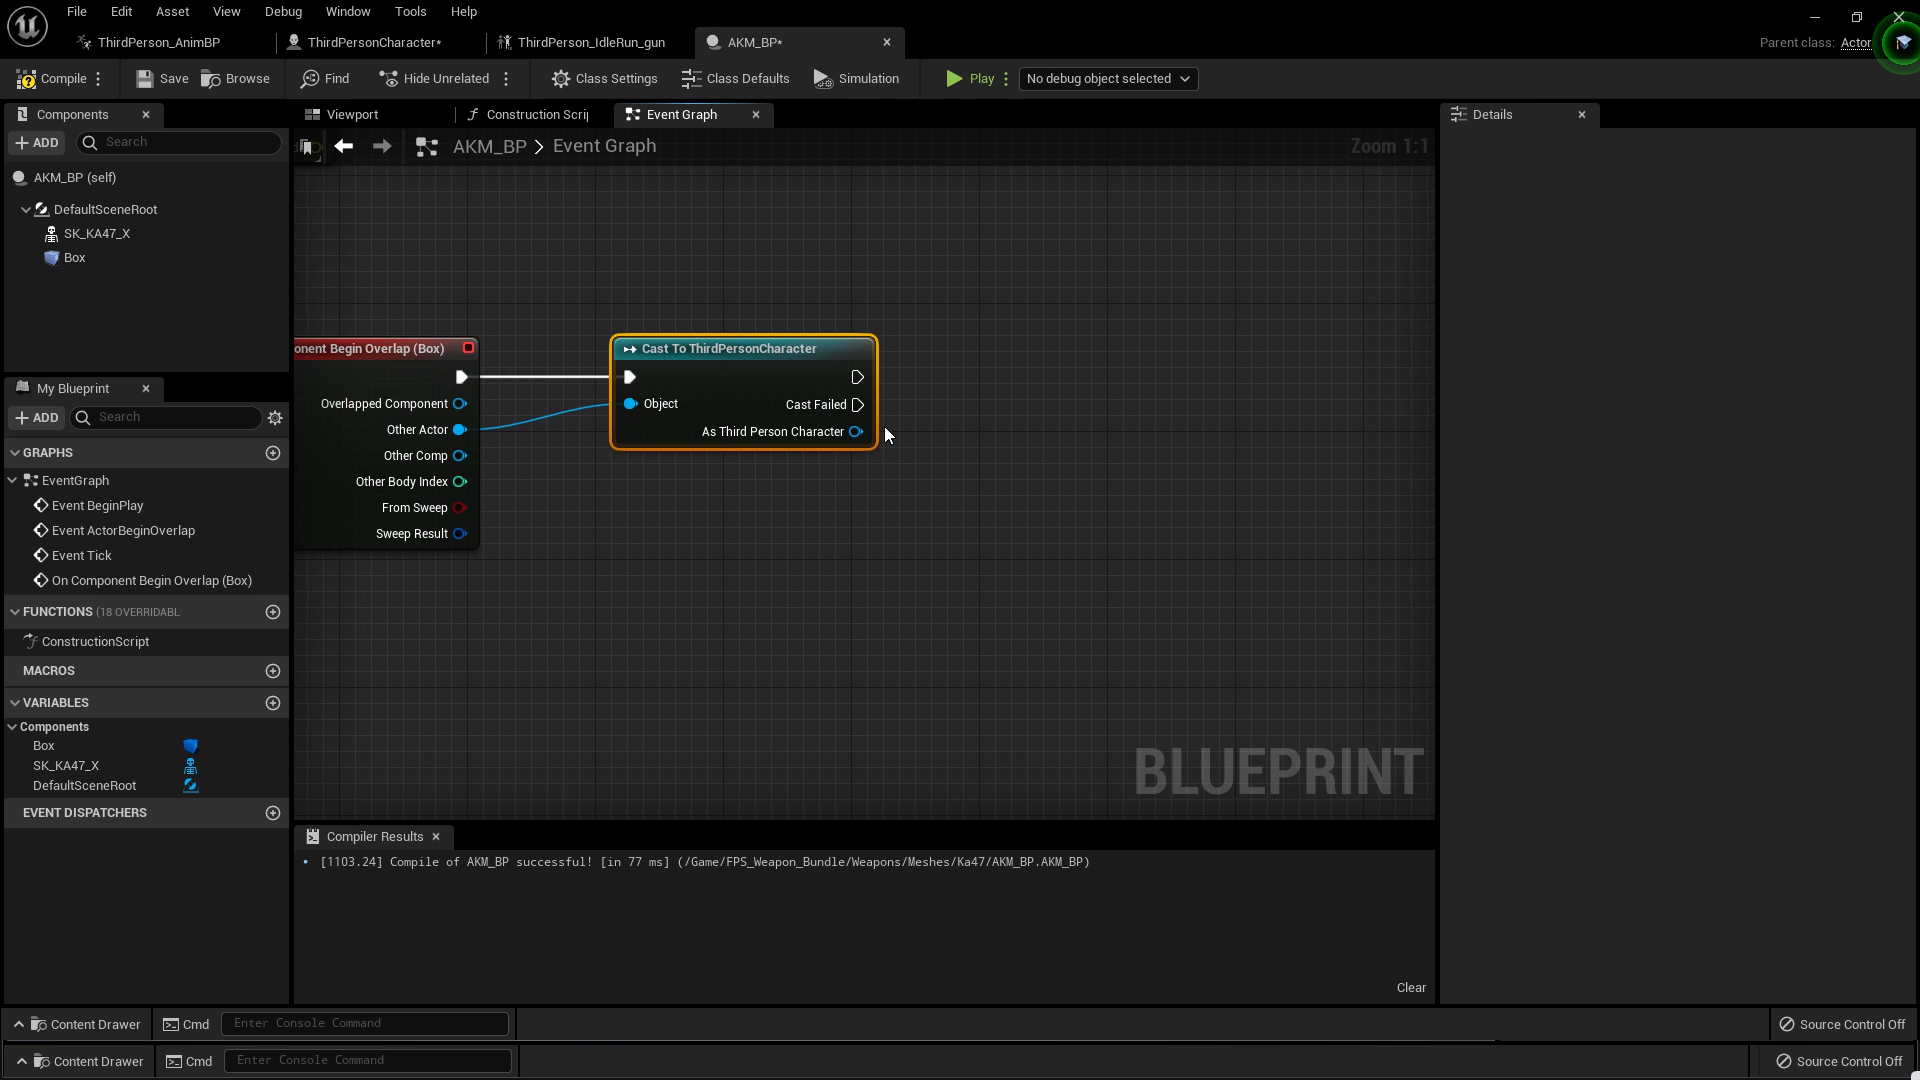 File Edit Asset View Debug Window Tools Help
ThirdPerson_AnimBP ThirdPersonCharacter* ThirdPerson_IdleRun_gun AKM_BP* Parent class: Actor
Compile Save Browse Find Hide Unrelated Class Settings Class Defaults Simulation Play No debug object selected
Components Viewport Construction Scri Event Graph Details
ADD Search
AKM_BP > Event Graph Zoom 1:1
AKM_BP (self)
DefaultSceneRoot
SK_KA47_X
Box
onent Begin Overlap (Box)
Overlapped Component
Other Actor
Other Comp
Other Body Index
From Sweep
Sweep Result
Cast To ThirdPersonCharacter
Object Cast Failed
As Third Person Character
My Blueprint
ADD Search
GRAPHS
EventGraph
Event BeginPlay
Event ActorBeginOverlap
Event Tick
On Component Begin Overlap (Box)
FUNCTIONS (18 OVERRIDABL
ConstructionScript
MACROS
VARIABLES
Components
Box
SK_KA47_X
DefaultSceneRoot
EVENT DISPATCHERS
BLUEPRINT
Compiler Results
[1103.24] Compile of AKM_BP successful! [in 77 ms] (/Game/FPS_Weapon_Bundle/Weapons/Meshes/Ka47/AKM_BP.AKM_BP)
Clear
Content Drawer Cmd Enter Console Command Source Control Off
Content Drawer Cmd Enter Console Command Source Control Off